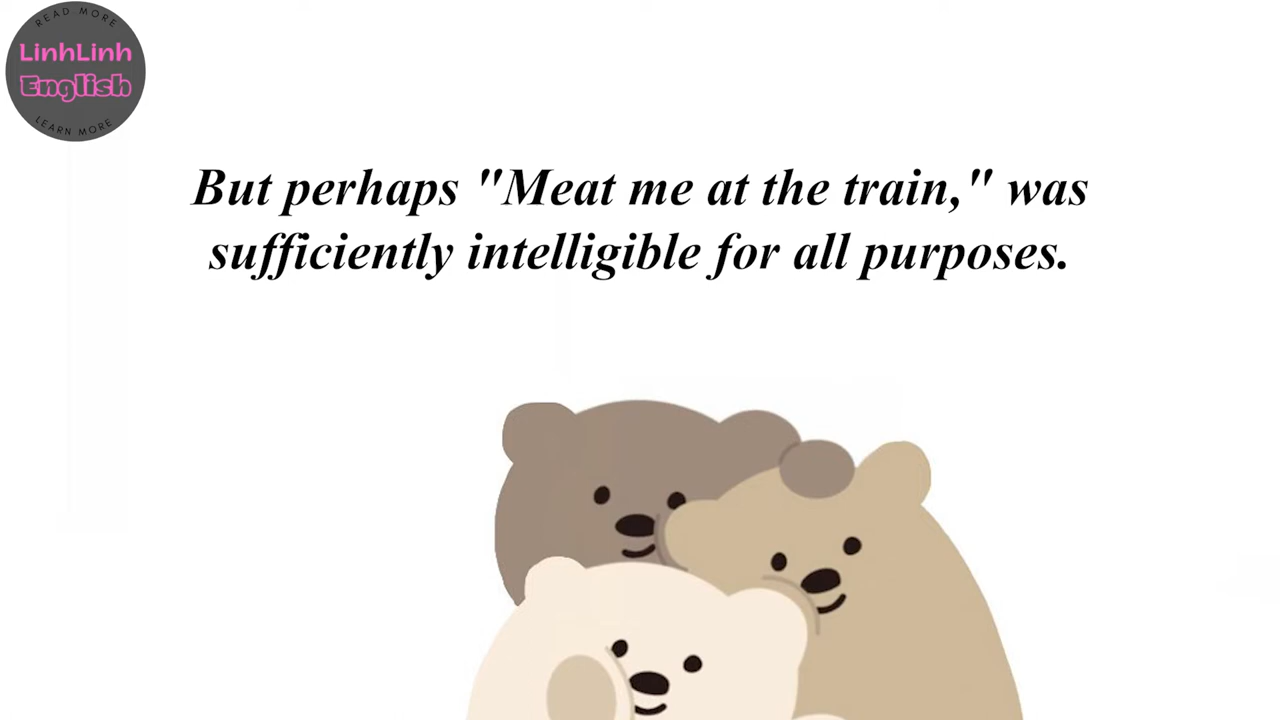 READ MORE
LinhLinh
English
LEARN MORE
But perhaps "Meat me at the train," was
sufficiently intelligible for all purposes.